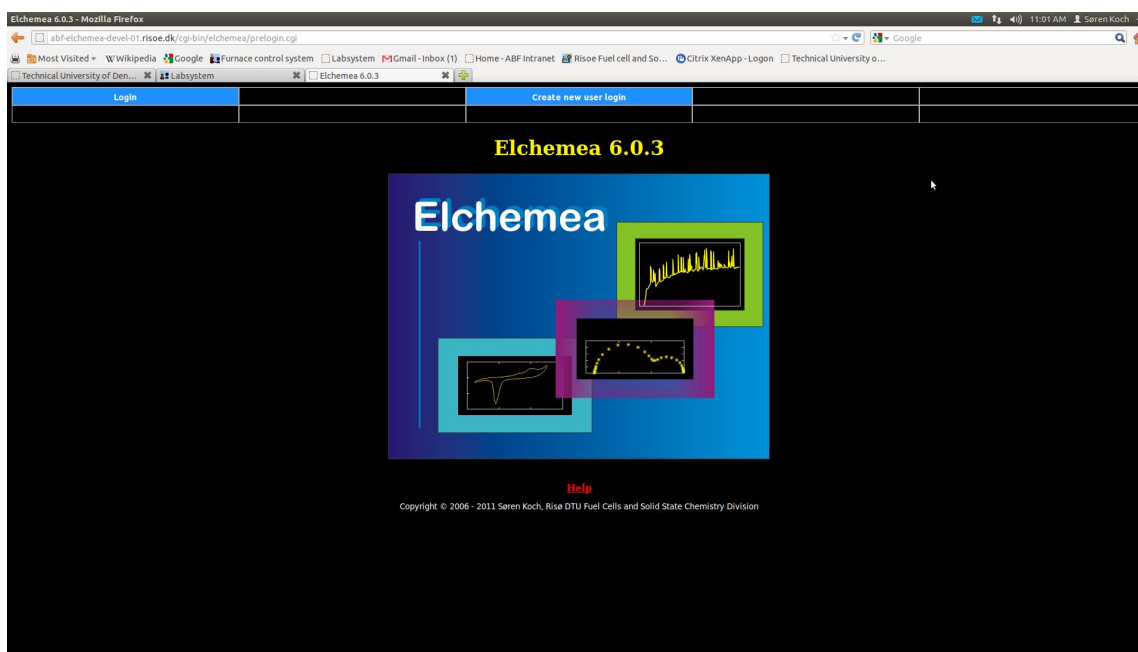 Elchemea 6.0.3 - Mozilla Firefox
11:01 AM Søren Koch
abf-elchemea-devel-01.risoe.dk/cgi-bin/elchemea/prelogin.cgi
Google
Most Visited
Wikipedia
Google
Furnace control system
Labsystem
Gmail - Inbox (1)
Home - ABF Intranet
Risoe Fuel cell and So...
Citrix XenApp - Logon
Technical University o...
Technical University of Den...
Labsystem
Elchemea 6.0.3
Login
Create new user login
Elchemea 6.0.3
Elchemea
Help
Copyright © 2006 - 2011 Søren Koch, Risø DTU Fuel Cells and Solid State Chemistry Division